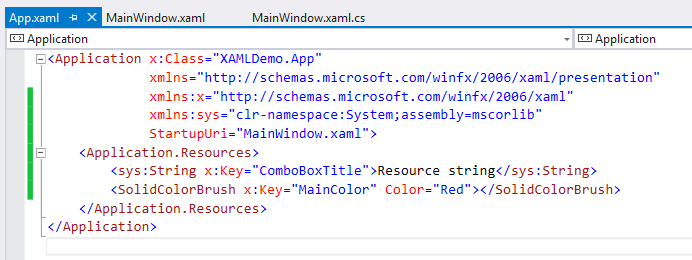 App.xaml MainWindow.xaml MainWindow.xaml.cs
Application Application
<Application x:Class="XAMLDemo.App"
xmlns="http://schemas.microsoft.com/winfx/2006/xaml/presentation"
xmlns:x="http://schemas.microsoft.com/winfx/2006/xaml"
xmlns:sys="clr-namespace:System;assembly=mscorlib"
StartupUri="MainWindow.xaml">
<Application.Resources>
<sys:String x:Key="ComboBoxTitle">Resource string</sys:String>
<SolidColorBrush x:Key="MainColor" Color="Red"></SolidColorBrush>
</Application.Resources>
</Application>